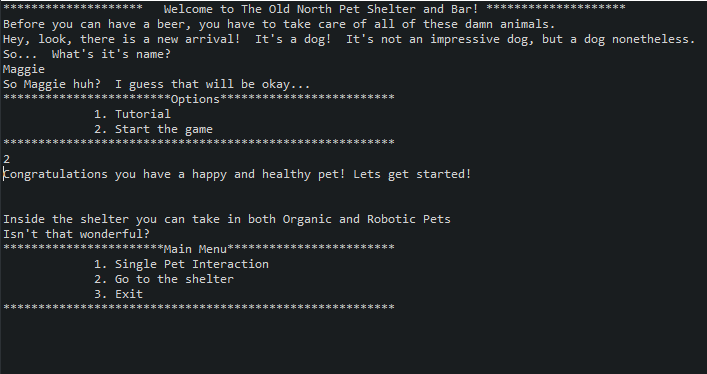 ********************   Welcome to The Old North Pet Shelter and Bar! ********************
Before you can have a beer, you have to take care of all of these damn animals.
Hey, look, there is a new arrival!  It's a dog!  It's not an impressive dog, but a dog nonetheless.
So...  What's it's name?
Maggie
So Maggie huh?  I guess that will be okay...
************************Options*************************
1. Tutorial
2. Start the game
********************************************************
2
Congratulations you have a happy and healthy pet! Lets get started!
Inside the shelter you can take in both Organic and Robotic Pets
Isn't that wonderful?
***********************Main Menu************************
1. Single Pet Interaction
2. Go to the shelter
3. Exit
********************************************************